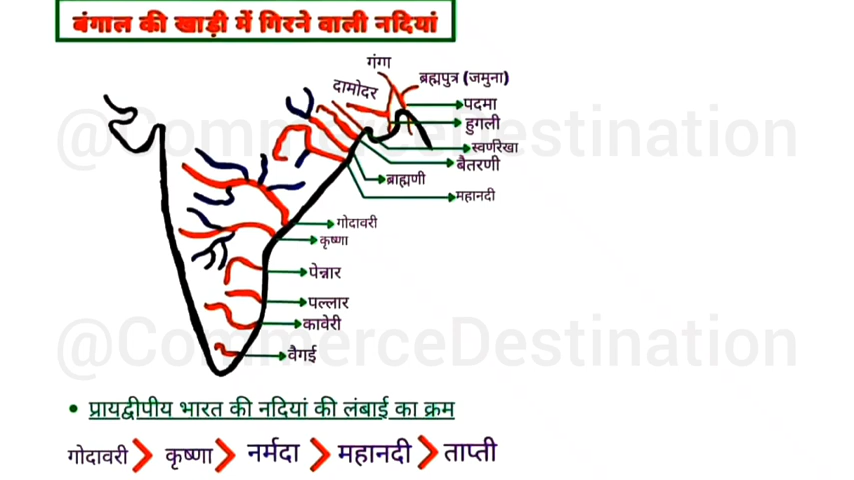 बंगाल की खाड़ी में गिरने वाली नदियां
गंगा
ब्रह्मपुत्र (जमुना)
दामोदर
पदमा
@CommerceDestination
हुगली
स्वर्णरेखा
बैतरणी
ब्राह्मणी
महानदी
गोदावरी
कृष्णा
पेन्नार
पल्लार
कावेरी
@CommerceDestination
वैगई
• प्रायद्वीपीय भारत की नदियां की लंबाई का क्रम
गोदावरी > कृष्णा > नर्मदा > महानदी > ताप्ती